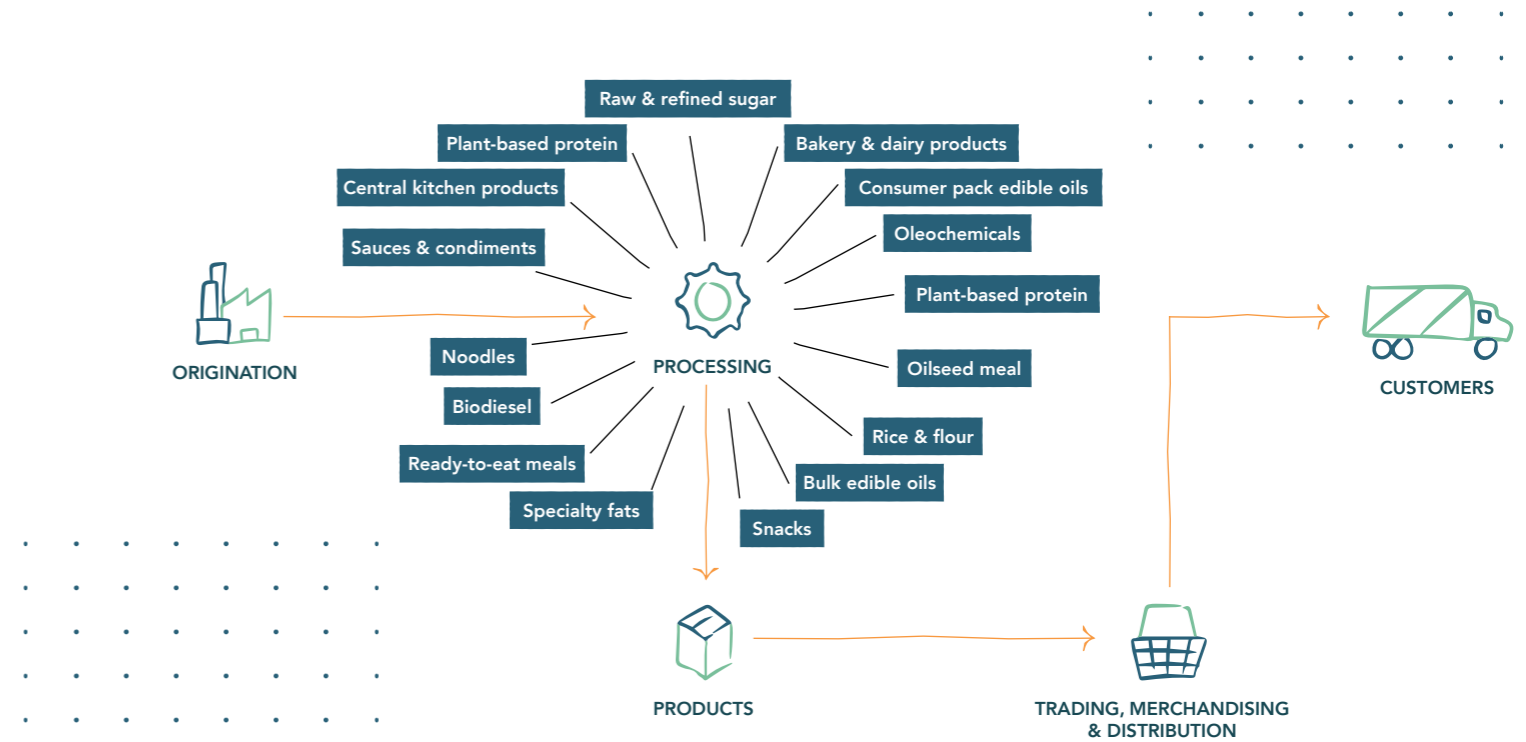 Raw & refined sugar
Plant-based protein
Bakery & dairy products
Central kitchen products
Consumer pack edible oils
Sauces & condiments
Oleochemicals
Plant-based protein
ORIGINATION
PROCESSING
Noodles
Oilseed meal
CUSTOMERS
Biodiesel
Rice & flour
Ready-to-eat meals
Bulk edible oils
Specialty fats
Snacks
PRODUCTS
TRADING, MERCHANDISING
& DISTRIBUTION